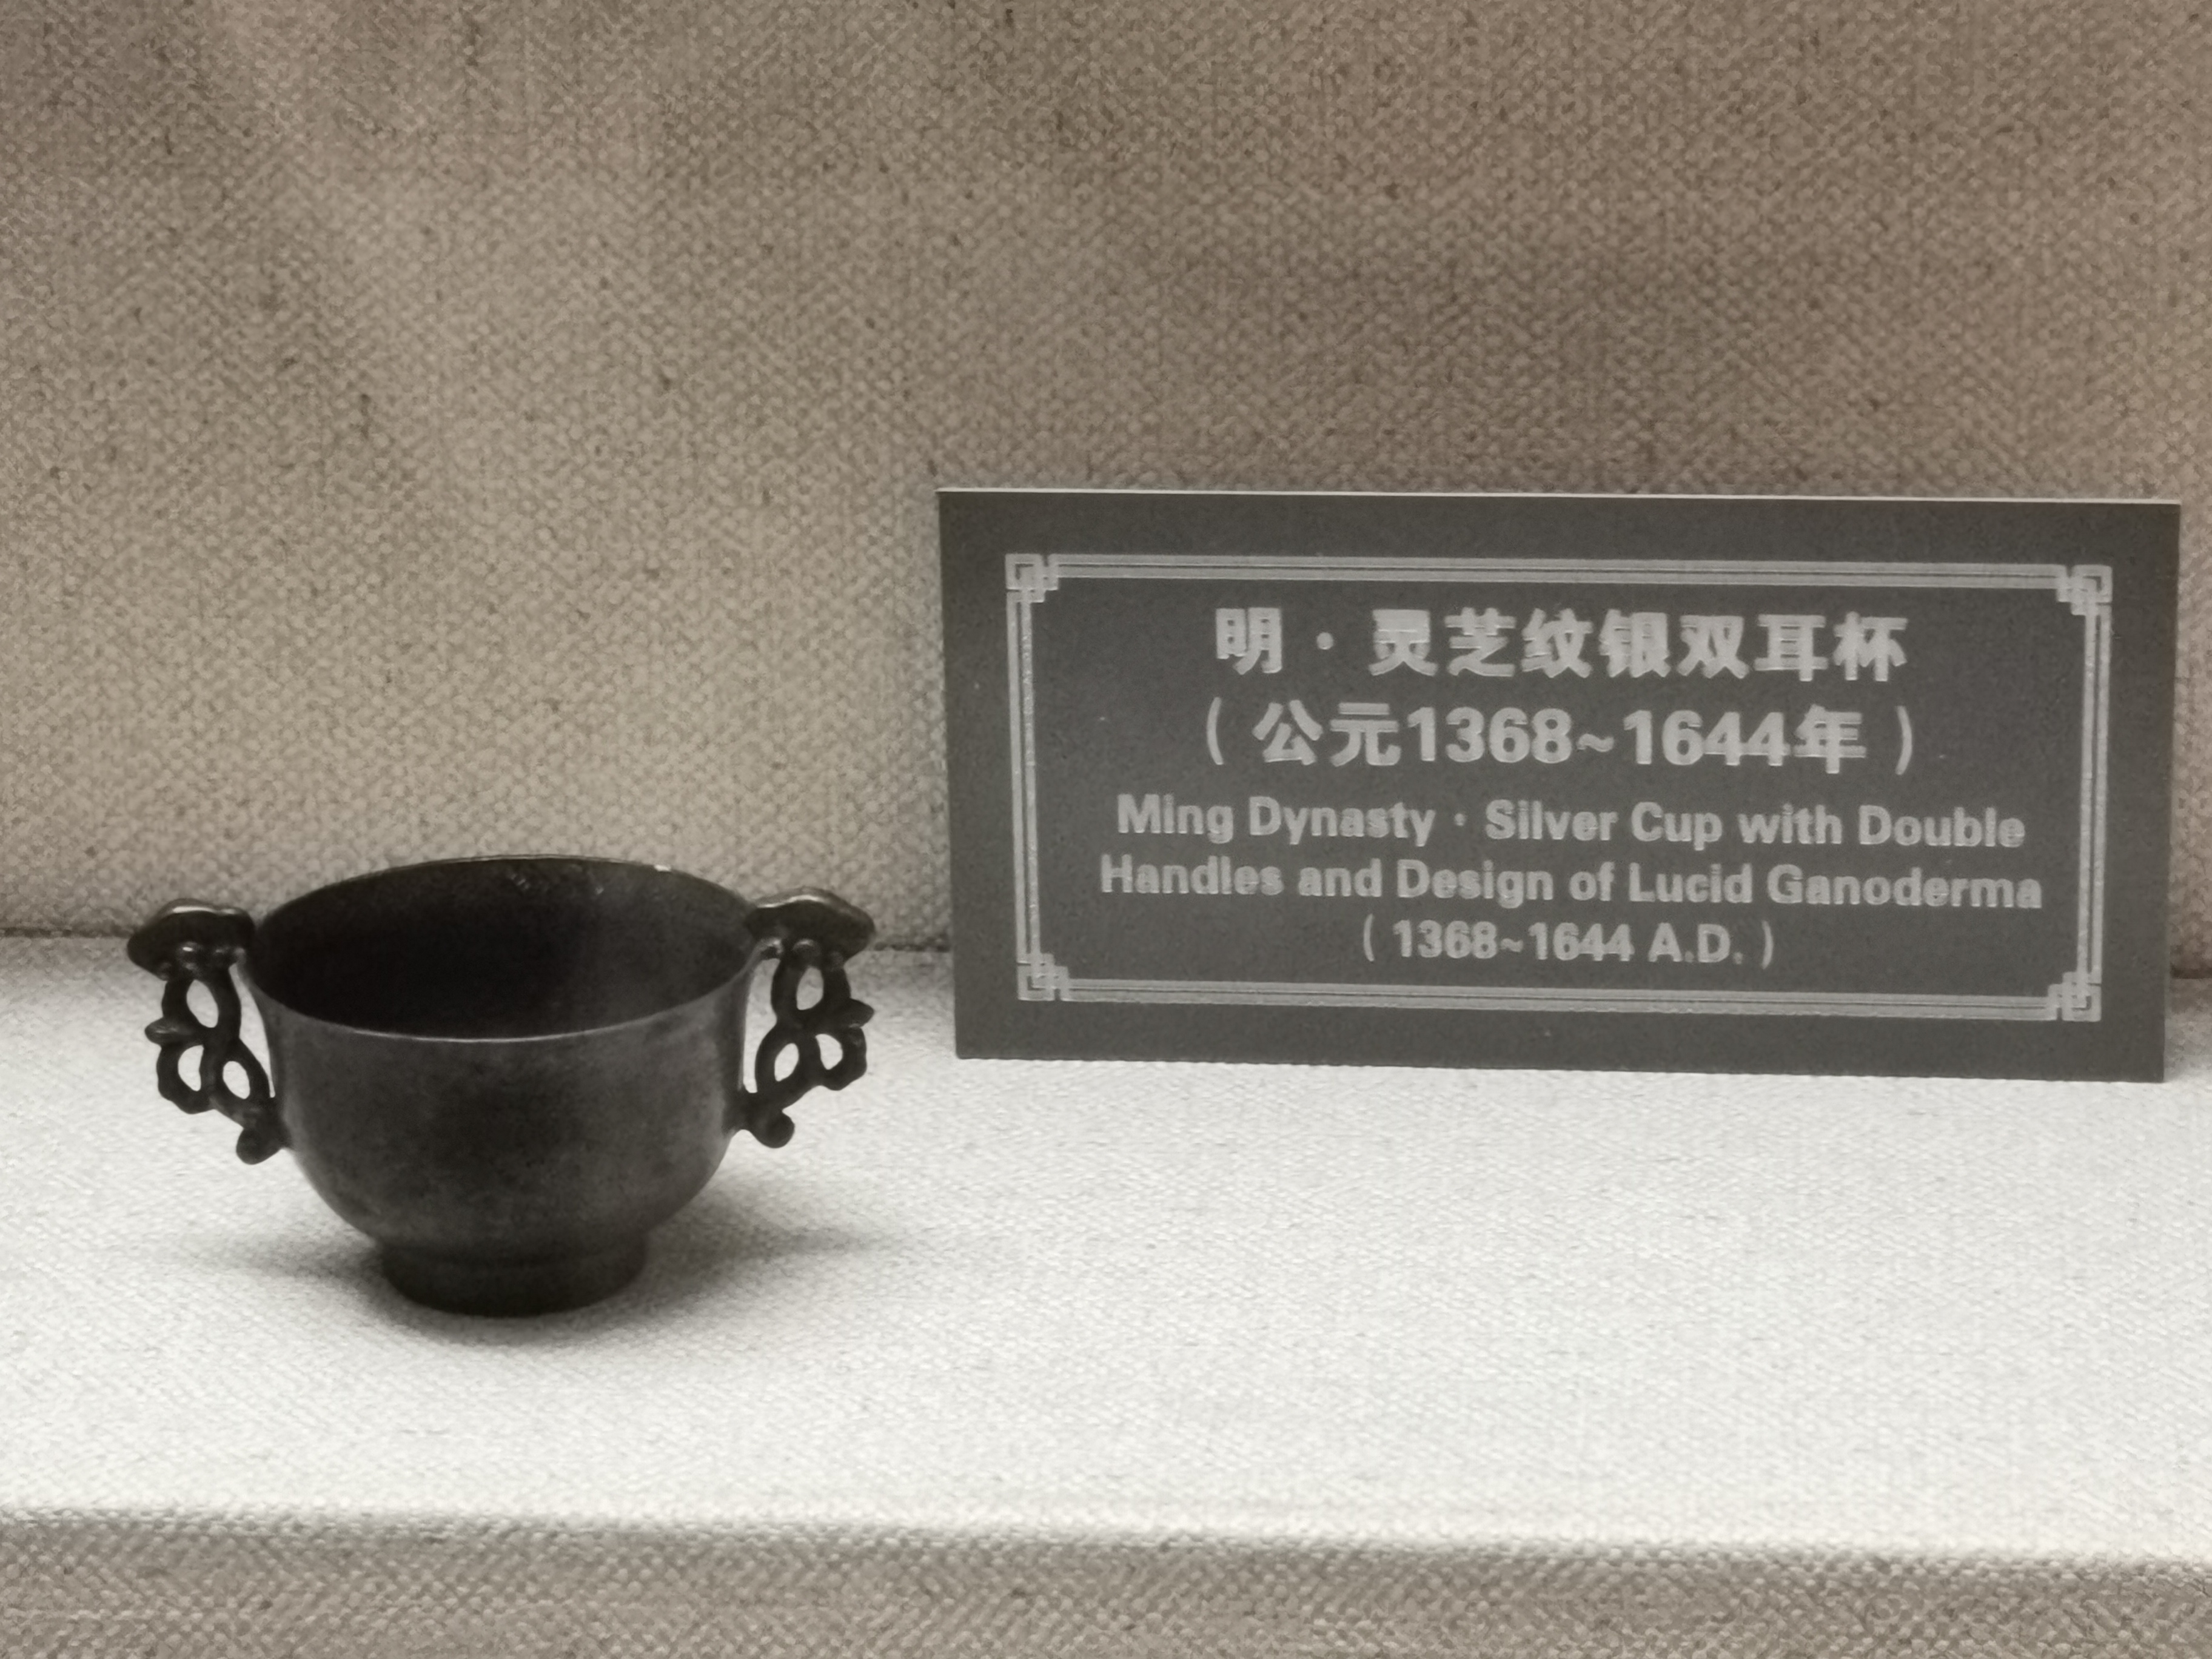 明·灵芝纹银双耳杯
（公元1368~1644年）
Ming Dynasty · Silver Cup with Double
Handles and Design of Lucid Ganoderma
( 1368~1644 A.D. )